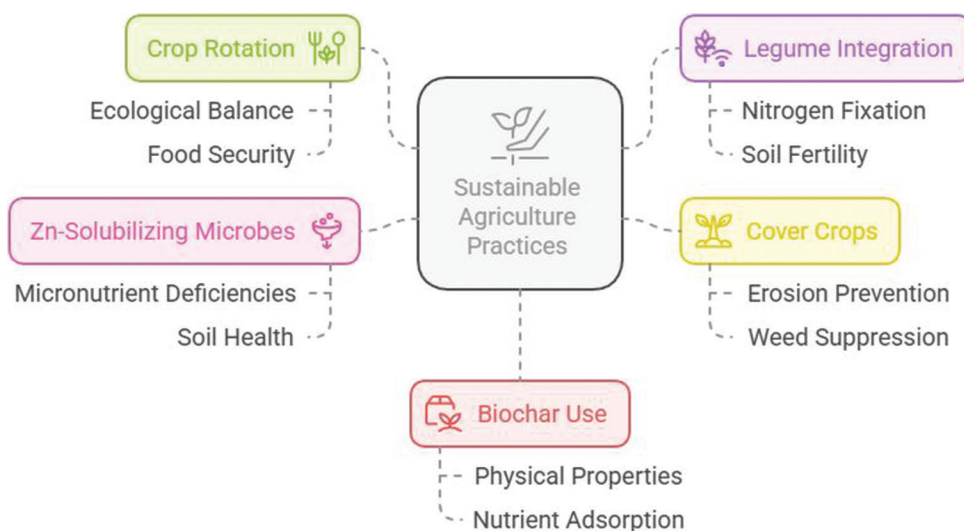 Crop Rotation
Ecological Balance
Food Security
Legume Integration
Nitrogen Fixation
Soil Fertility
Sustainable
Agriculture
Practices
Zn-Solubilizing Microbes
Micronutrient Deficiencies
Soil Health
Cover Crops
Erosion Prevention
Weed Suppression
Biochar Use
Physical Properties
Nutrient Adsorption